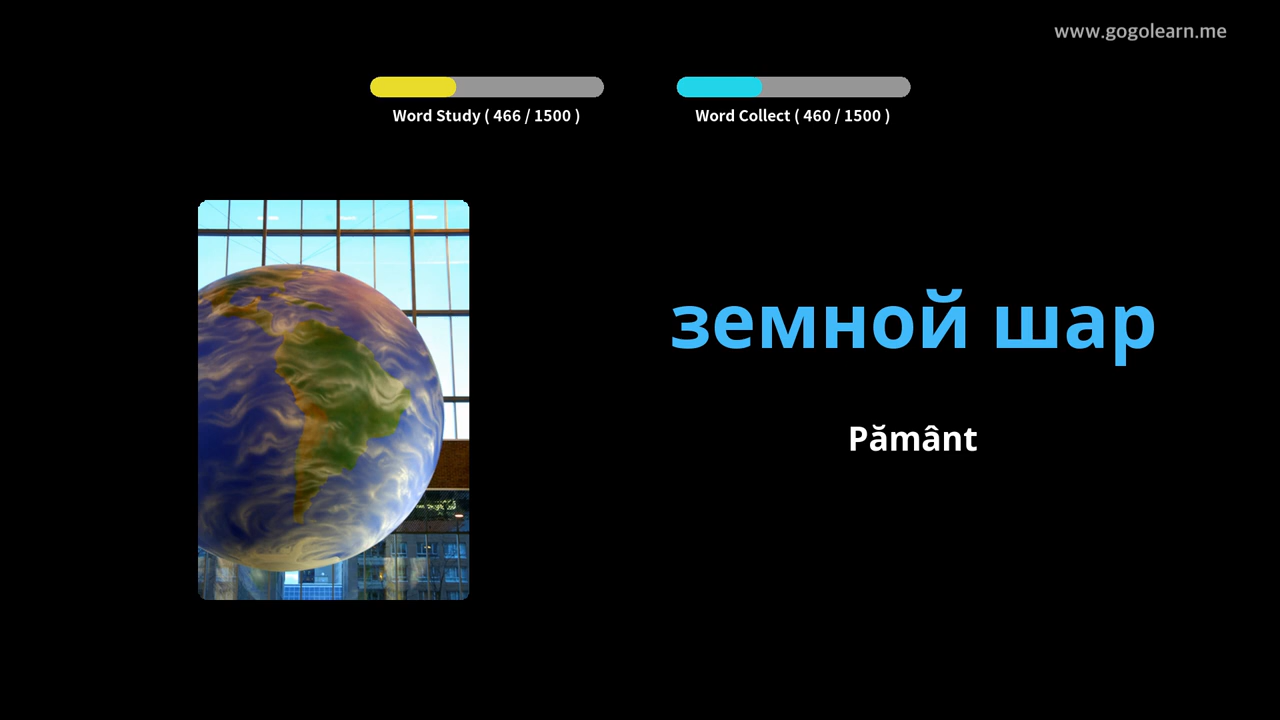 www.gogolearn.me
Word Study ( 466 / 1500 )
Word Collect ( 460 / 1500 )
земной шар
Pământ